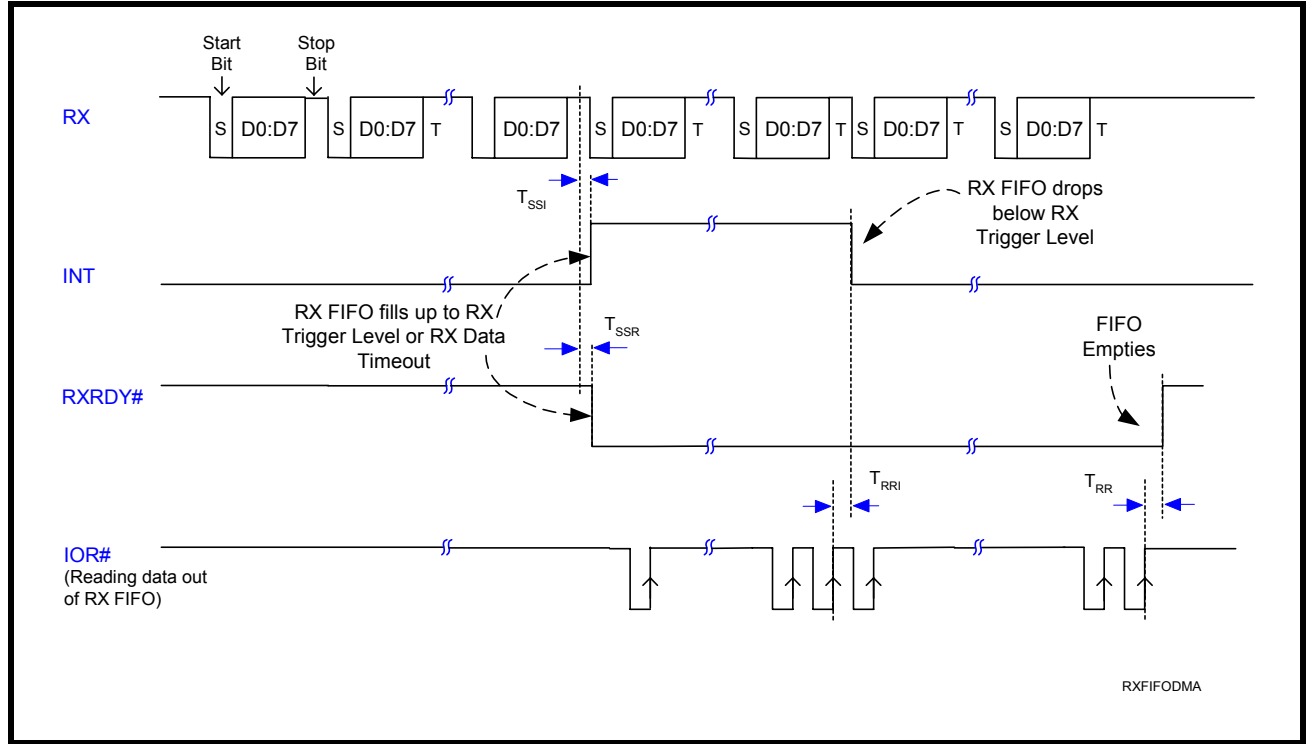 Start
Bit
Stop
Bit
RX
S D0:D7 S D0:D7 T D0:D7 S D0:D7 T S D0:D7 T S D0:D7 T S D0:D7 T
TSSI
RX FIFO drops
below RX
Trigger Level
INT
RX FIFO fills up to RX
Trigger Level or RX Data
Timeout
TSSR
FIFO
Empties
RXRDY#
TRRI
TRR
IOR#
(Reading data out
of RX FIFO)
RXFIFODMA